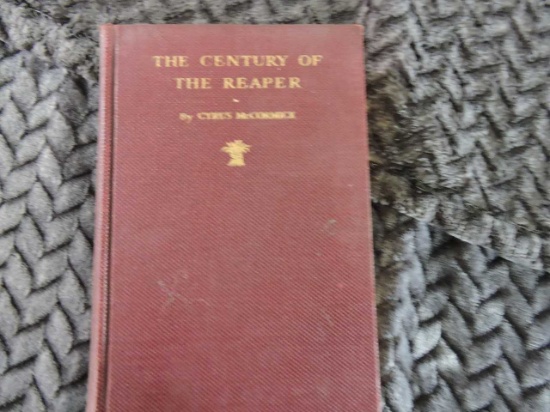 THE CENTURY OF
THE REAPER
By CYRUS McCORMICK